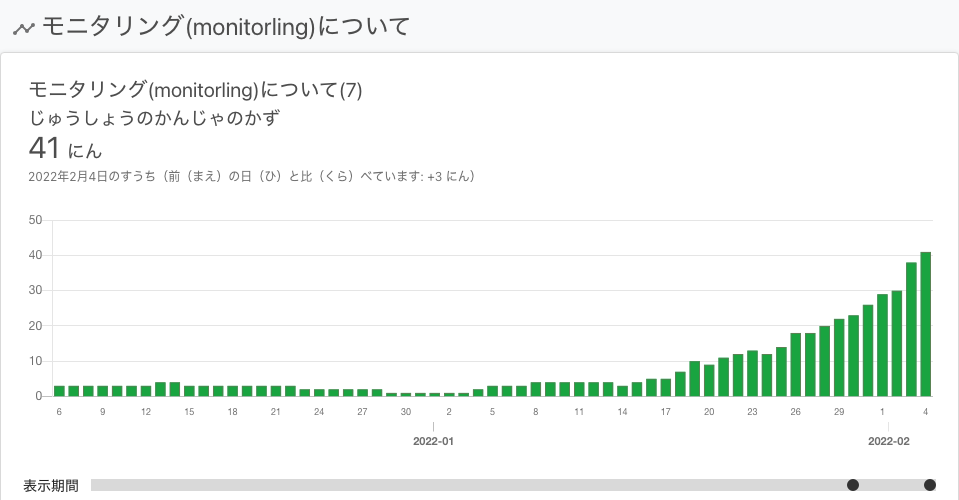 モニタリング(monitorling)について
モニタリング(monitorling)について(7)
じゅうしょうのかんじゃのかず
41 にん
2022年2月4日のすうち（前（まえ）の日（ひ）と比（くら）べています: +3 にん）
50
40
30
20
10
0
6 9 12 15 18 21 24 27 30 2 5 8 11 14 17 20 23 26 29 1 4
2022-01 2022-02
表示期間